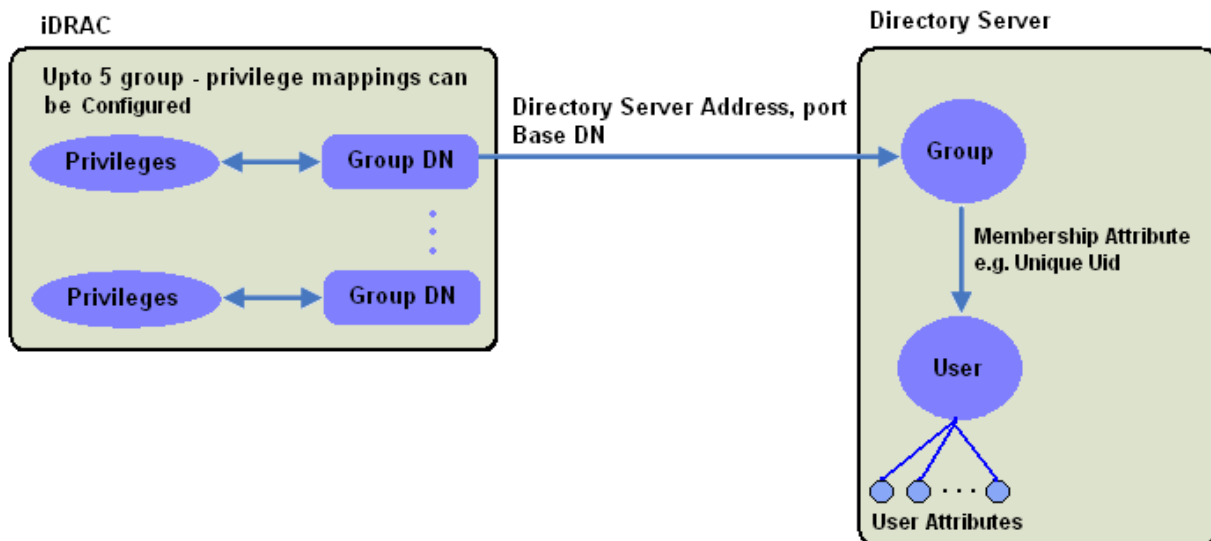 iDRAC
Upto 5 group - privilege mappings can
be Configured
Privileges
Group DN
Privileges
Group DN
Directory Server Address, port
Base DN
Directory Server
Group
Membership Attribute
e.g. Unique Uid
User
User Attributes